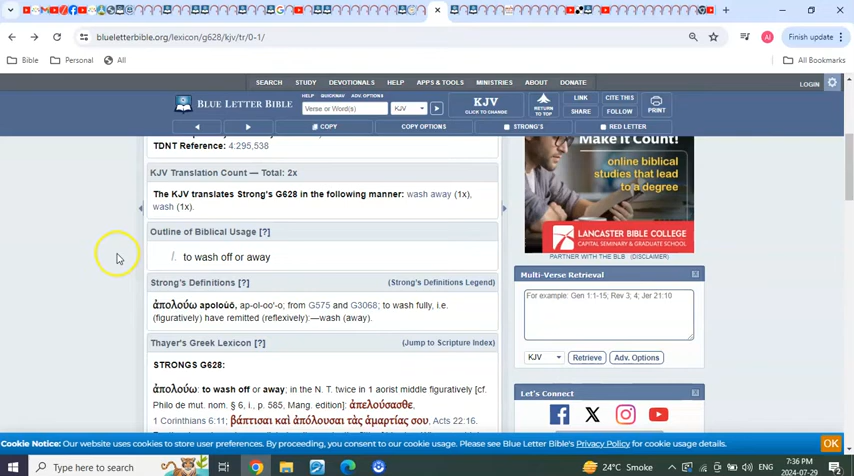 Finish update
blueletterbible.org/lexicon/g628/kjv/tr/0-1/
AI
Bible
Personal
All
All Bookmarks
SEARCH STUDY DEVOTIONALS HELP APPS & TOOLS MINISTRIES ABOUT DONATE
LOGIN
BLUE LETTER BIBLE
HELP QUICKNAV ADV. OPTIONS
Verse or Word(s)
KJV
KJV
CLICK TO CHANGE
RETURN
TO TOP
LINK
SHARE
CITE THIS
FOLLOW
PRINT
COPY
COPY OPTIONS
STRONG'S
RED LETTER
TDNT Reference: 4:295,538
KJV Translation Count — Total: 2x
The KJV translates Strong's G628 in the following manner: wash away (1x),
wash (1x).
Outline of Biblical Usage [?]
I. to wash off or away
Strong's Definitions [?]
(Strong's Definitions Legend)
ἀπολούω apoloúō, ap-ol-oo'-o; from G575 and G3068; to wash fully, i.e.
(figuratively) have remitted (reflexively):—wash (away).
Thayer's Greek Lexicon [?]
(Jump to Scripture Index)
STRONGS G628:
ἀπολούω: to wash off or away; in the N. T. twice in 1 aorist middle figuratively [cf.
Philo de mut. nom. § 6, i., p. 585, Mang. edition]: ἀπελούσασθε,
1 Corinthians 6:11; βάπτισαι καὶ ἀπόλουσαι τὰς ἁμαρτίας σου, Acts 22:16.
Make it Count!
online biblical
studies that lead
to a degree
LANCASTER BIBLE COLLEGE
CAPITAL SEMINARY & GRADUATE SCHOOL
PARTNER WITH THE BLB (DISCLAIMER)
Multi-Verse Retrieval
For example: Gen 1:1-15; Rev 3; 4; Jer 21:10
KJV
Retrieve
Adv. Options
Let's Connect
Cookie Notice: Our website uses cookies to store user preferences. By proceeding, you consent to our cookie usage. Please see Blue Letter Bible's Privacy Policy for cookie usage details.
OK
Type here to search
24°C Smoke
7:36 PM
2024-07-29